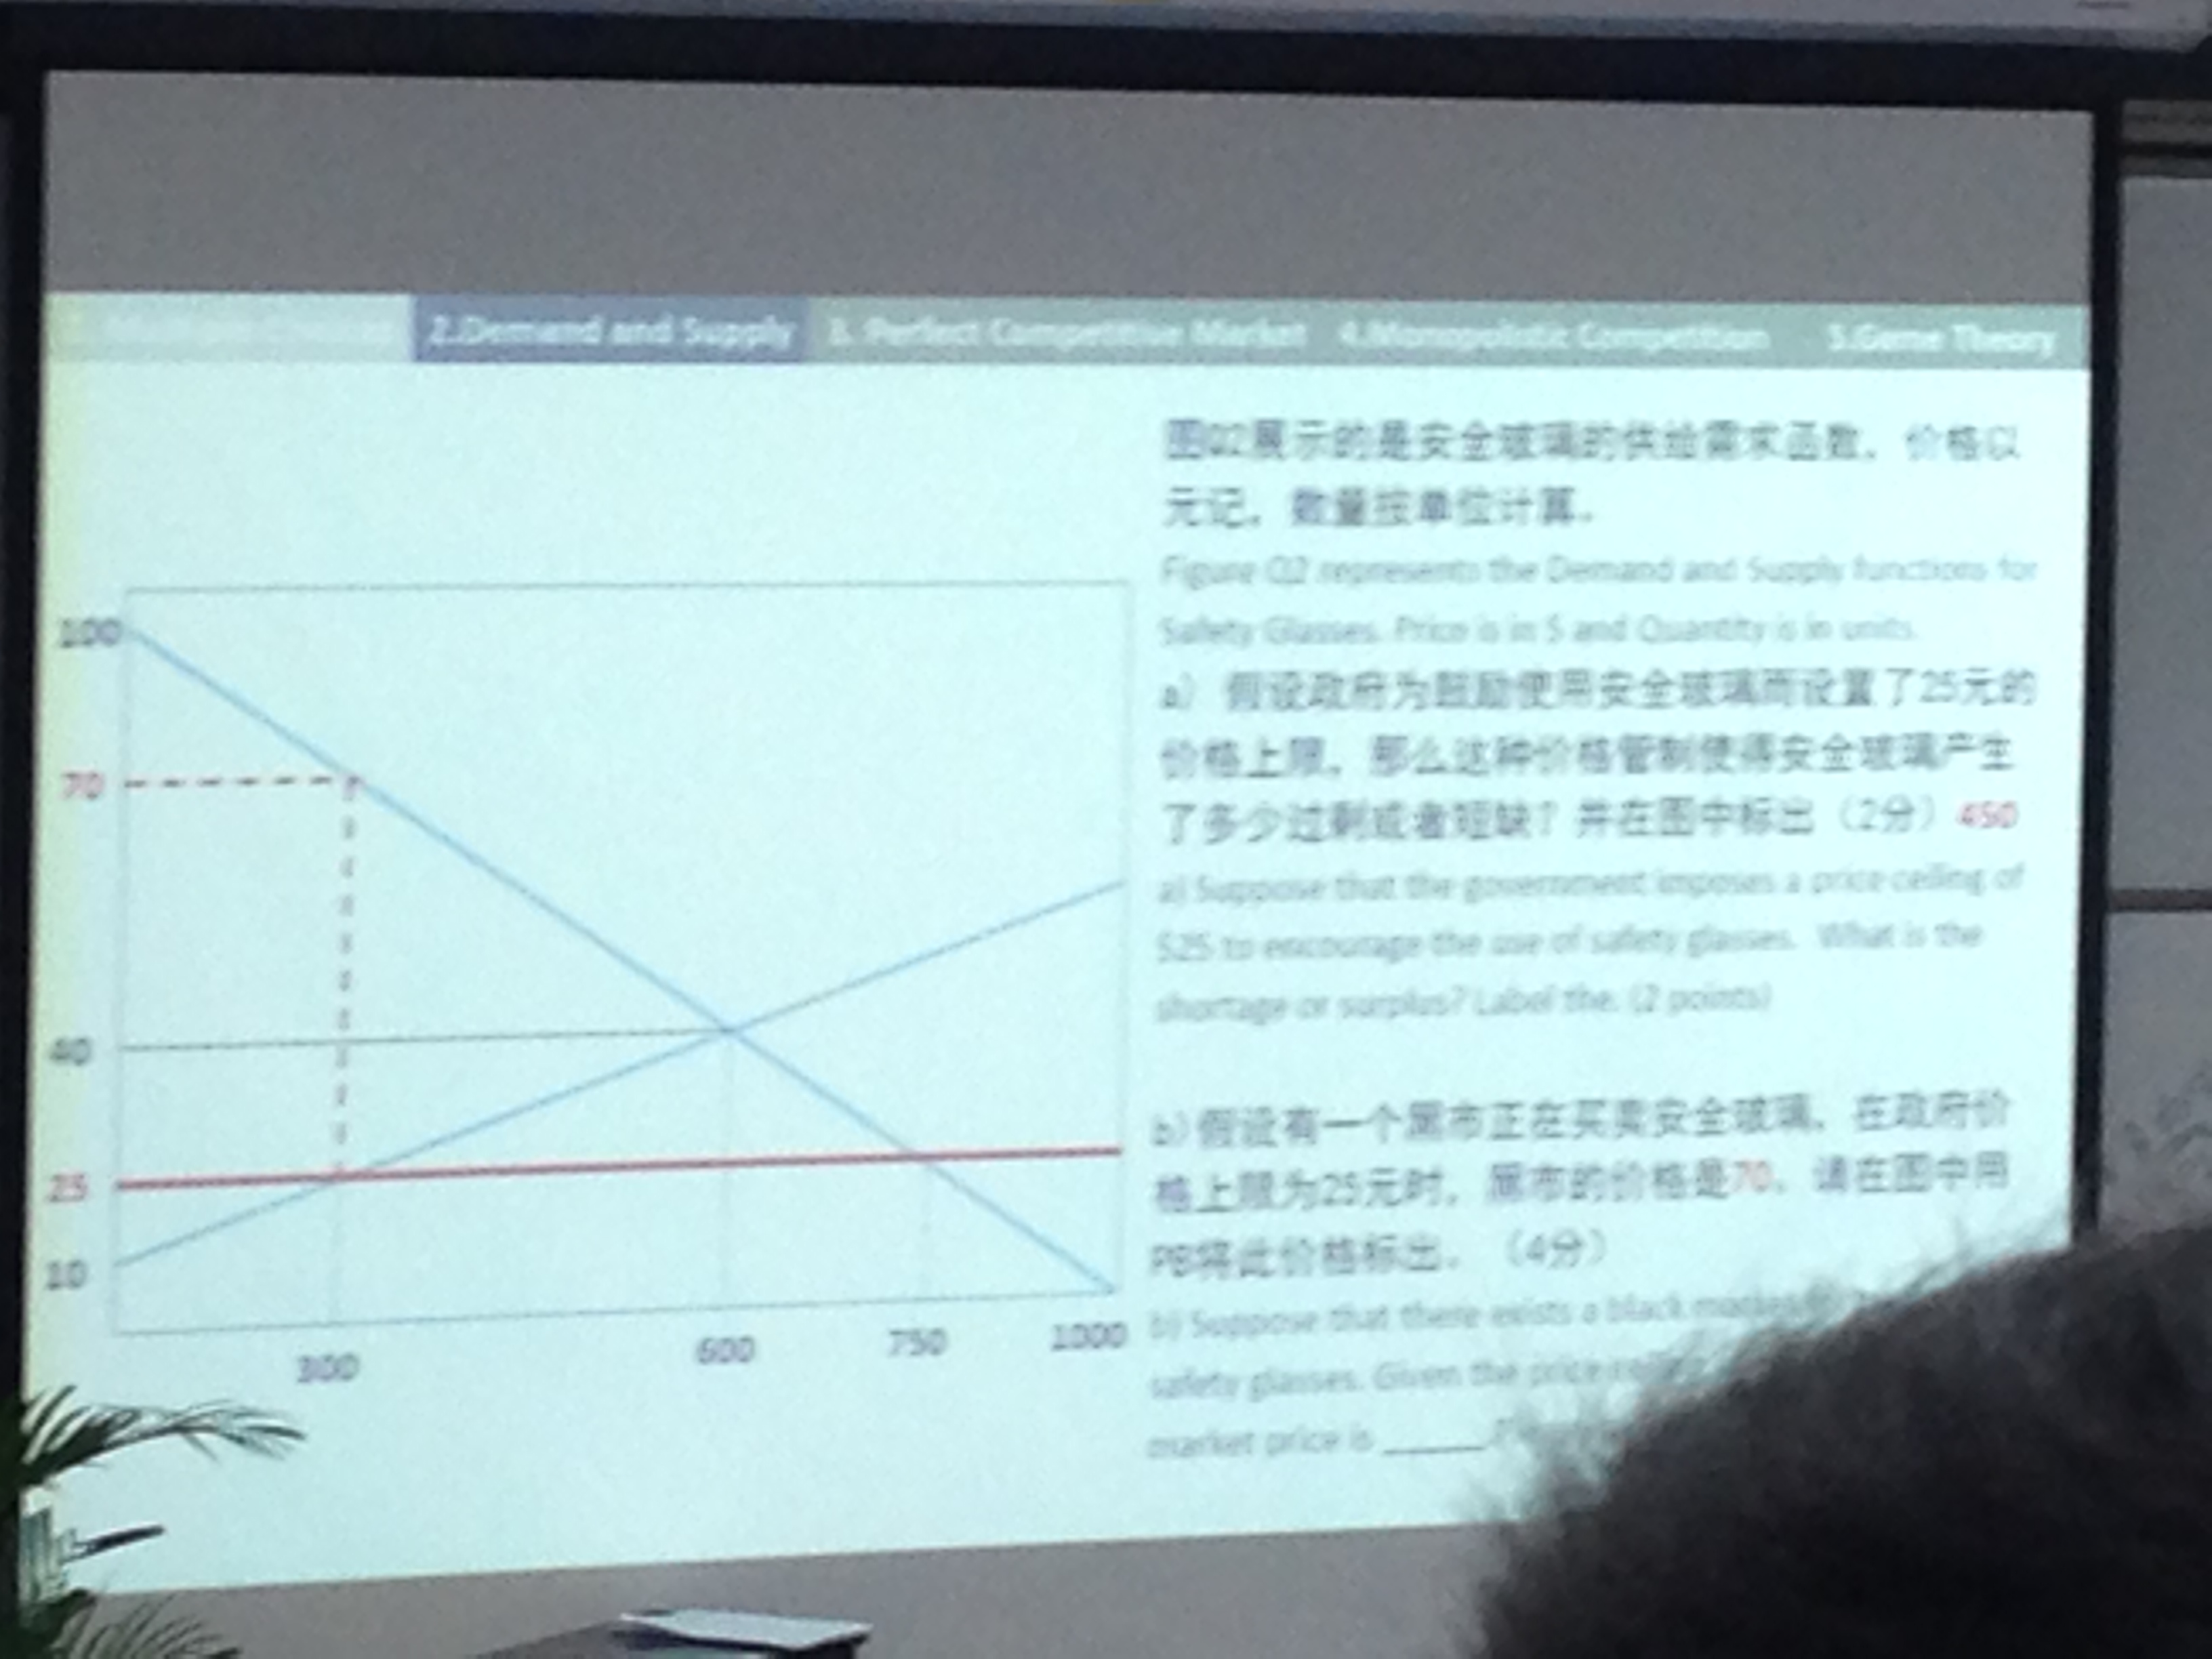 2.Demand and Supply
3. Perfect Competitive Market
4.Monopolistic Competition
5.Game Theory
图Q2展示的是安全玻璃的供给需求函数，价格以
元记，数量按单位计算。
Figure Q2 represents the Demand and Supply functions for
Safety Glasses. Price is in $ and Quantity is in units.
a） 假设政府为鼓励使用安全玻璃而设置了25元的
价格上限，那么这种价格管制使得安全玻璃产生
了多少过剩或者短缺？并在图中标出（2分）450
a) Suppose that the government imposes a price ceiling of
$25 to encourage the use of safety glasses. What is the
shortage or surplus? Label the. (2 points)
b) 假设有一个黑市正在买卖安全玻璃，在政府价
格上限为25元时，黑市的价格是70，请在图中用
PB将此价格标出。（4分）
b) Suppose that there exists a black market
safety glasses. Given the price
market price is ______.
100
70
40
25
10
300
600
750
1000